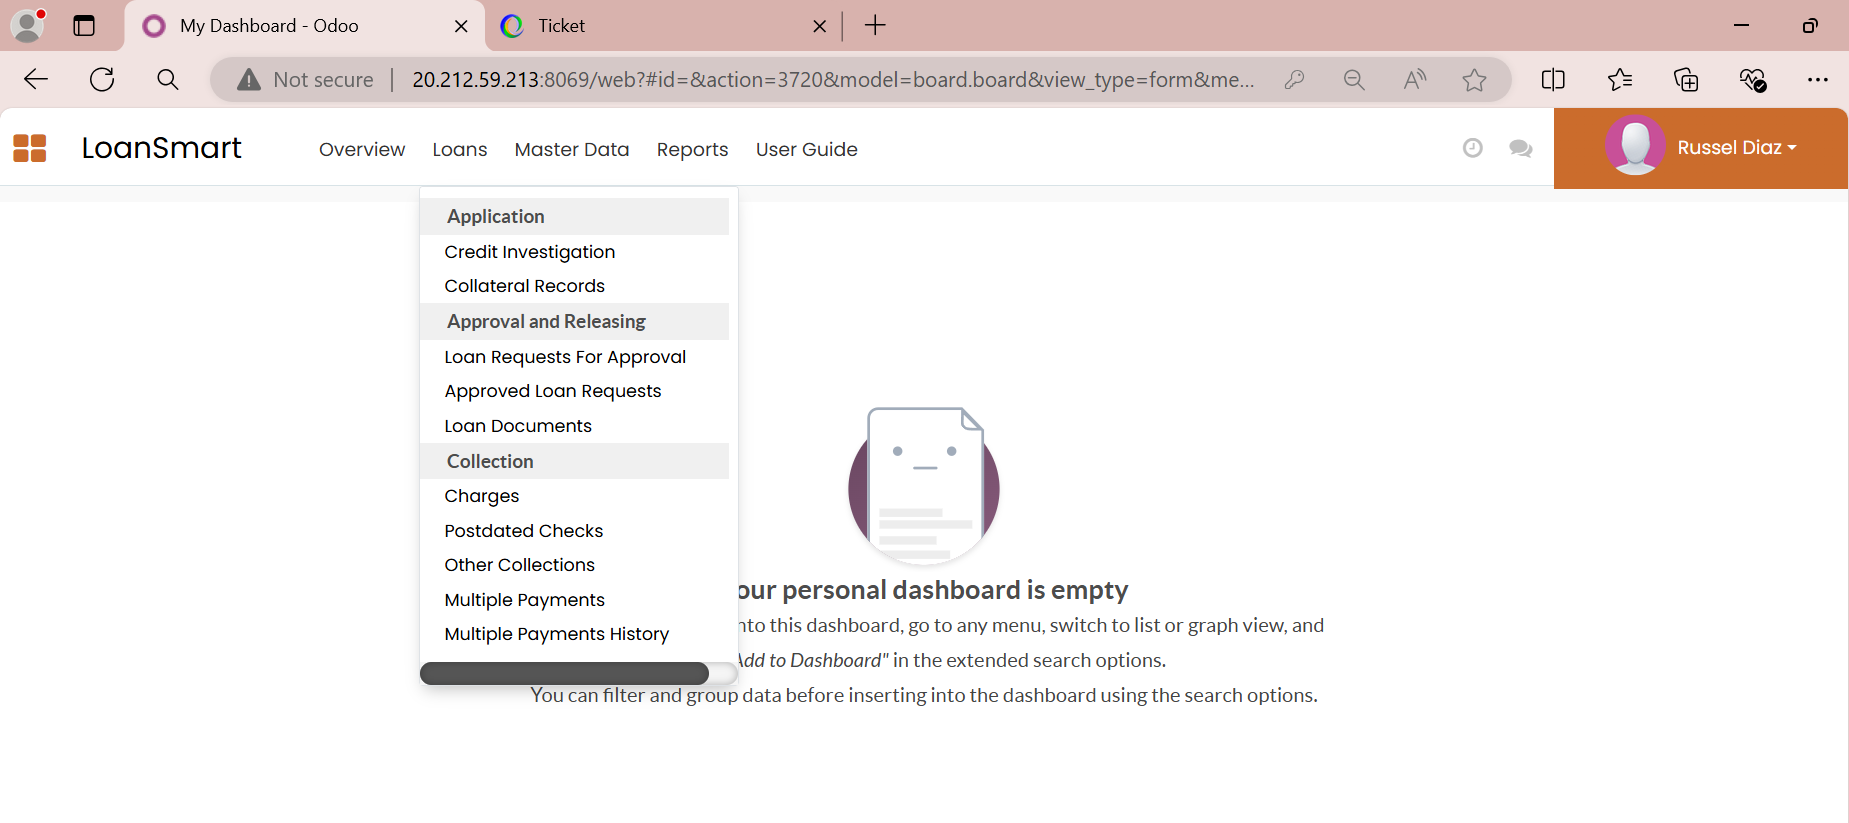 My Dashboard - Odoo
Ticket
Not secure
20.212.59.213:8069/web?#id=&action=3720&model=board.board&view_type=form&me...
LoanSmart
Overview
Loans
Master Data
Reports
User Guide
Russel Diaz
Application
Credit Investigation
Collateral Records
Approval and Releasing
Loan Requests For Approval
Approved Loan Requests
Loan Documents
Collection
Charges
Postdated Checks
Other Collections
Multiple Payments
Multiple Payments History
our personal dashboard is empty
nto this dashboard, go to any menu, switch to list or graph view, and
Add to Dashboard" in the extended search options.
You can filter and group data before inserting into the dashboard using the search options.